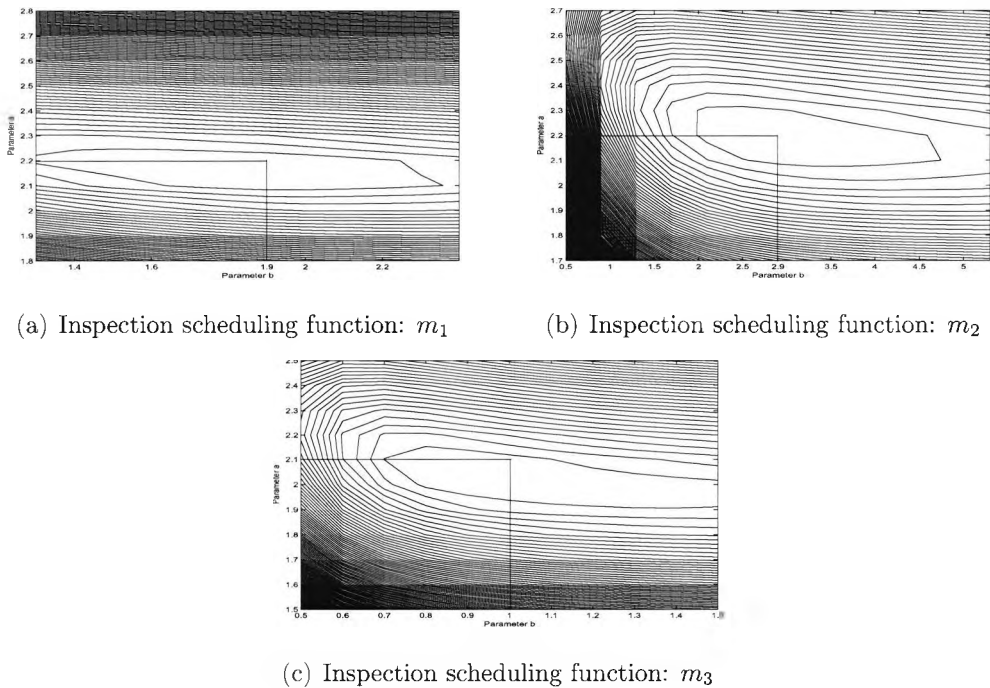 2.8
2.7
2.6
2.5
2.4
2.3
2.2
2.1
2
1.9
1.8
Parameter a
1.4 1.6 1.9 2 2.2
Parameter b
(a) Inspection scheduling function: m₁
2.7
2.6
2.5
2.4
2.3
2.2
2.1
2
1.9
1.8
1.7
Parameter a
0.5 1 1.5 2 2.5 2.9 3.5 4 4.5 5
Parameter b
(b) Inspection scheduling function: m₂
2.5
2.4
2.3
2.2
2.1
2
1.9
1.8
1.7
1.6
1.5
Parameter a
0.5 0.6 0.7 0.8 0.9 1 1.1 1.2 1.3 1.4
Parameter b
(c) Inspection scheduling function: m₃